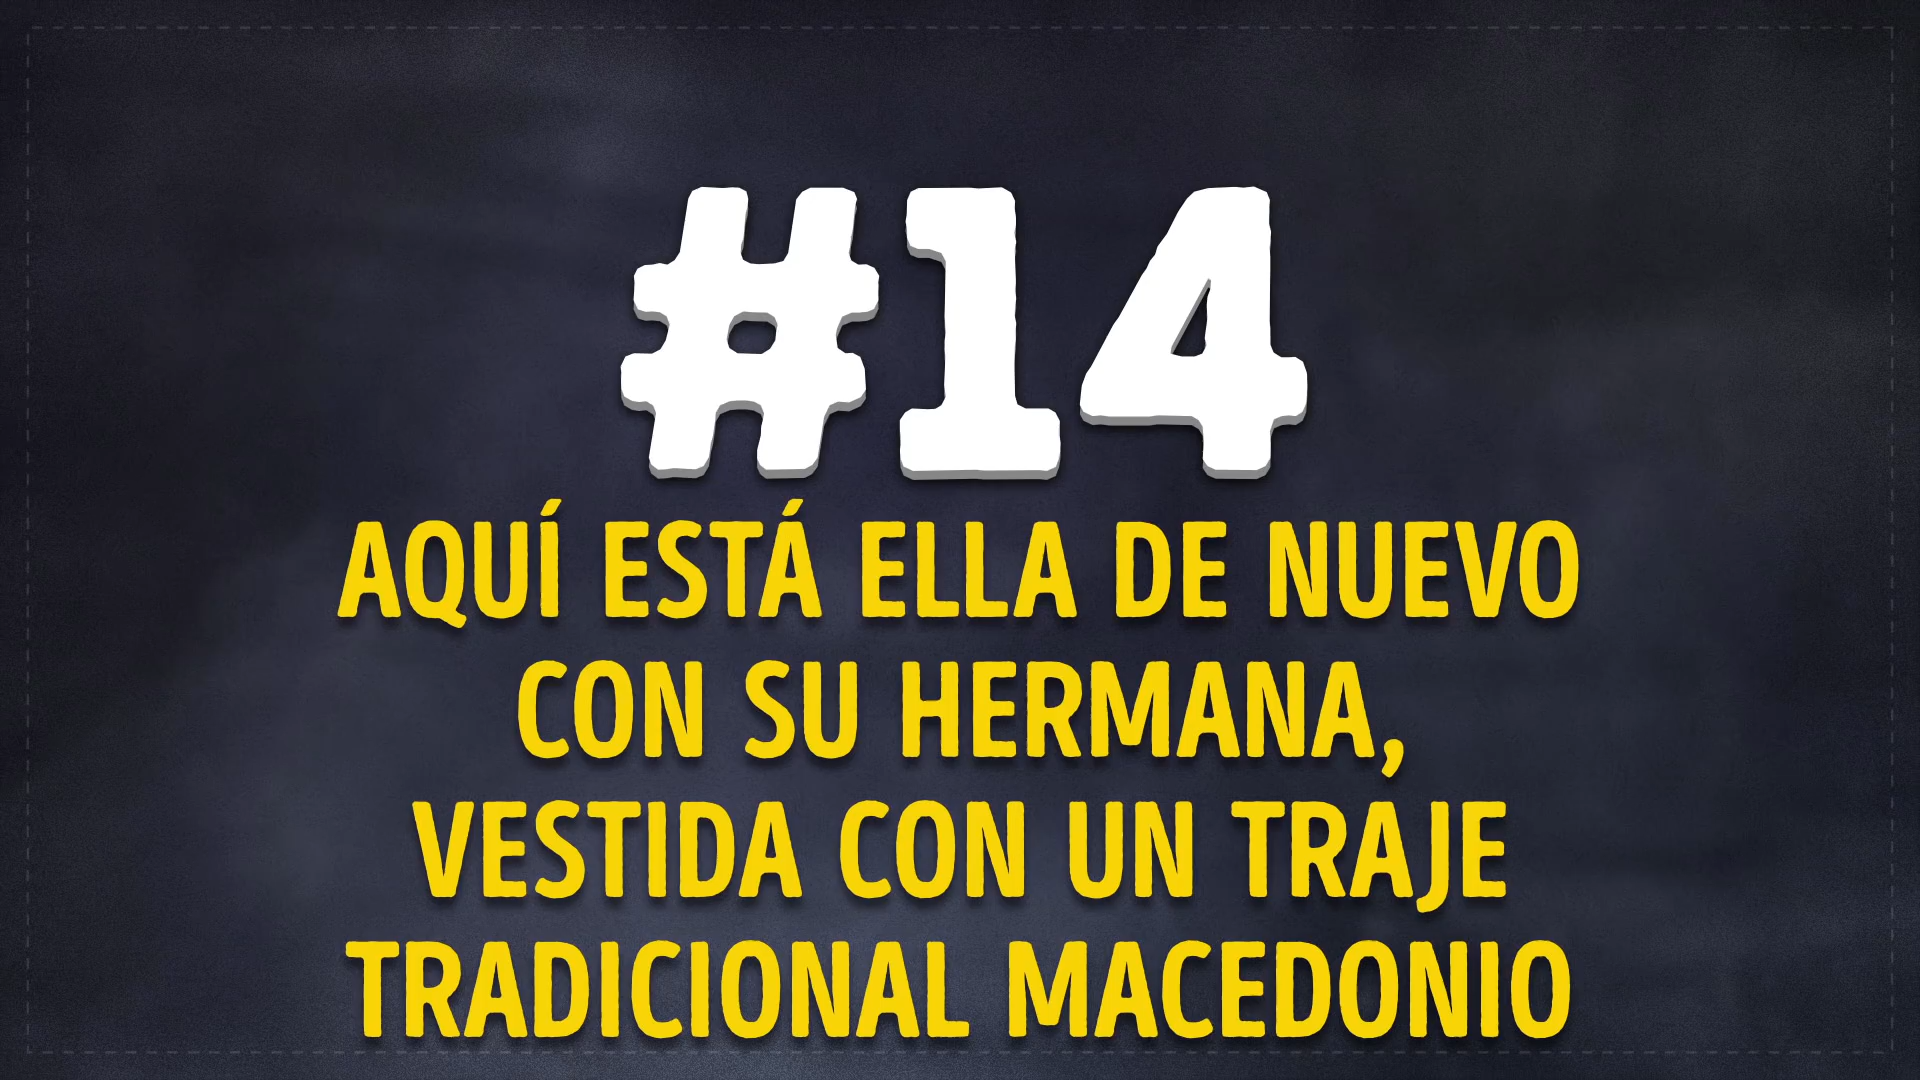 #14
AQUÍ ESTÁ ELLA DE NUEVO
CON SU HERMANA,
VESTIDA CON UN TRAJE
TRADICIONAL MACEDONIO